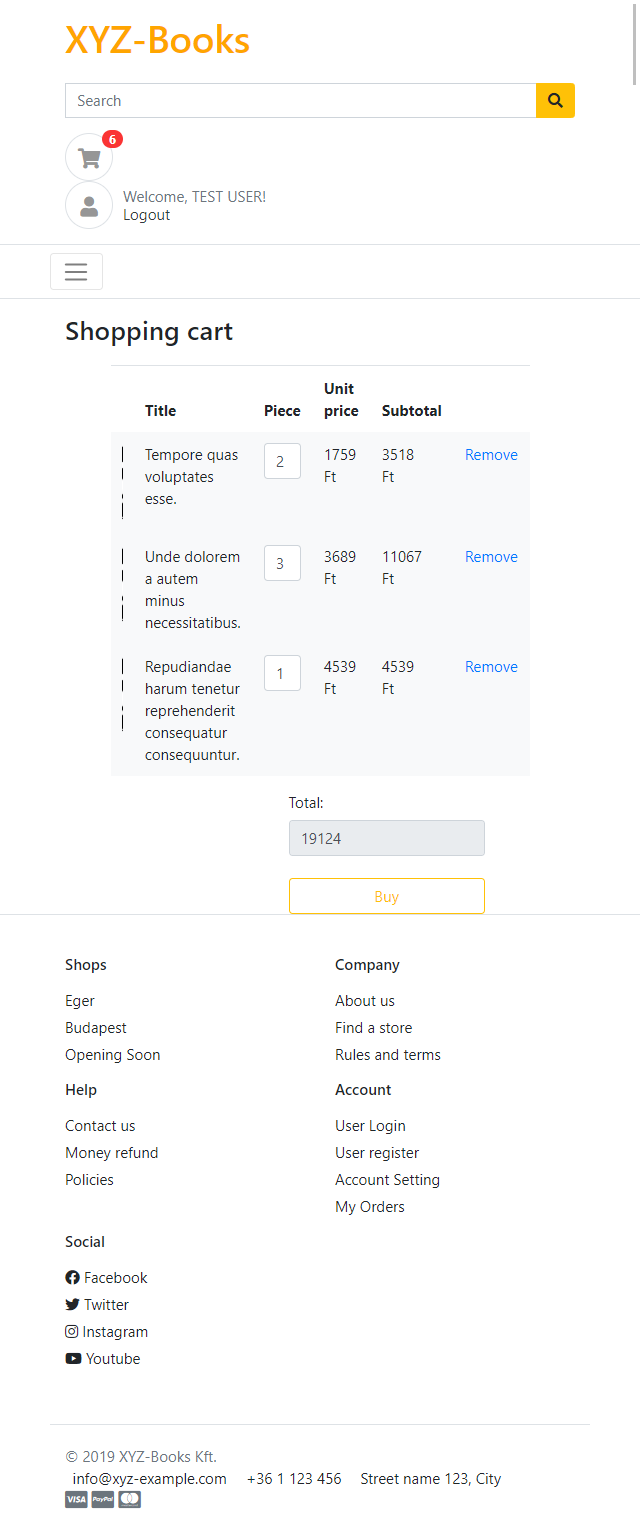 XYZ-Books
Search
6
Welcome, TEST USER!
Logout
Shopping cart
Title Piece Unit price Subtotal
Tempore quas voluptates esse. 2 1759 Ft 3518 Ft Remove
Unde dolorem a autem minus necessitatibus. 3 3689 Ft 11067 Ft Remove
Repudiandae harum tenetur reprehenderit consequatur consequuntur. 1 4539 Ft 4539 Ft Remove
Total:
19124
Buy
Shops
Eger
Budapest
Opening Soon
Company
About us
Find a store
Rules and terms
Help
Contact us
Money refund
Policies
Account
User Login
User register
Account Setting
My Orders
Social
Facebook
Twitter
Instagram
Youtube
© 2019 XYZ-Books Kft.
info@xyz-example.com +36 1 123 456 Street name 123, City
VISA PayPal